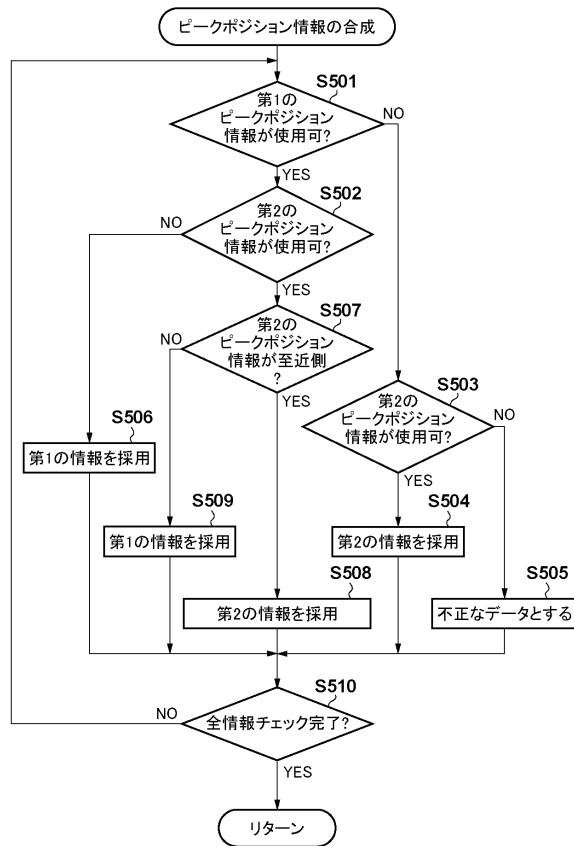 ピークポジション情報の合成
S501
第1の
ピークポジション
情報が使用可?
NO
YES
S502
第2の
ピークポジション
情報が使用可?
NO
YES
S507
第2の
ピークポジション
情報が至近側
?
NO
YES
S503
第2の
ピークポジション
情報が使用可?
NO
YES
S506
第1の情報を採用
S509
第1の情報を採用
S504
第2の情報を採用
S508
第2の情報を採用
S505
不正なデータとする
S510
全情報チェック完了?
NO
YES
リターン